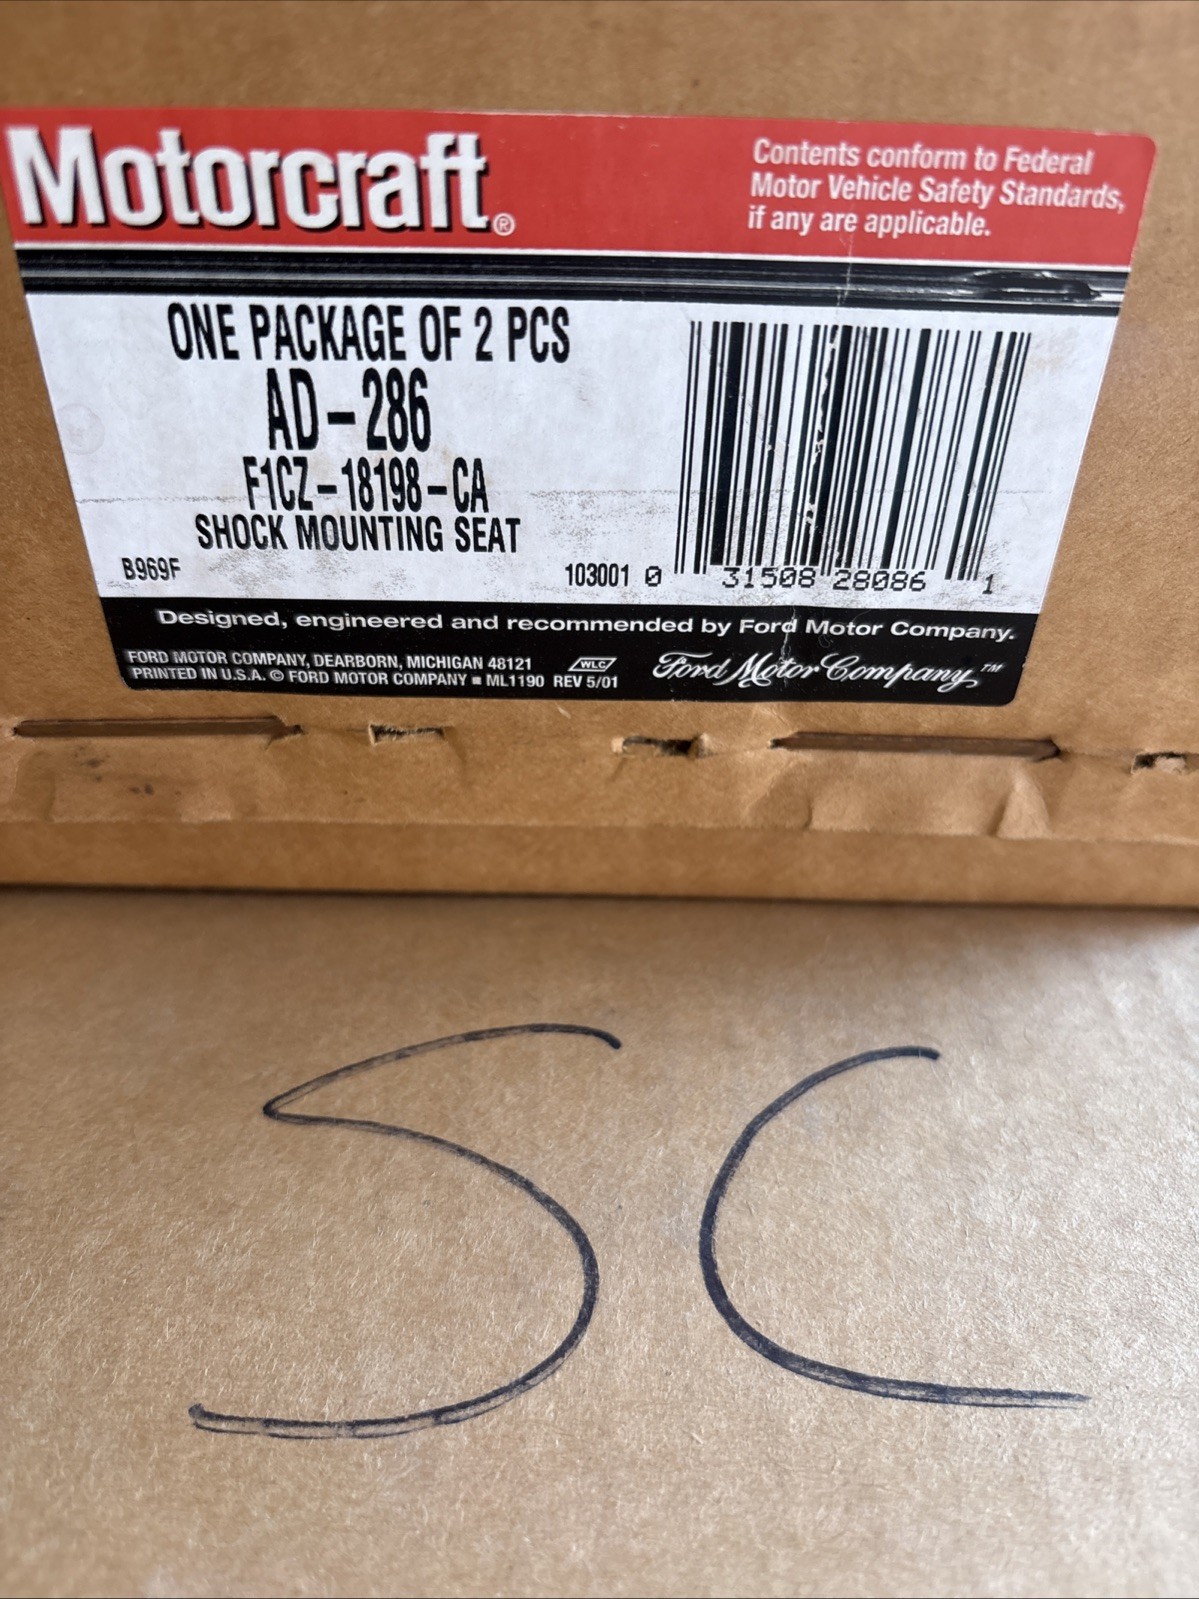 Motorcraft®
Contents conform to Federal
Motor Vehicle Safety Standards,
if any are applicable.
ONE PACKAGE OF 2 PCS
AD-286
F1CZ-18198-CA
SHOCK MOUNTING SEAT
B969F
103001
0 31508 28086 1
Designed, engineered and recommended by Ford Motor Company.
FORD MOTOR COMPANY, DEARBORN, MICHIGAN 48121
PRINTED IN U.S.A. © FORD MOTOR COMPANY ■ ML1190 REV 5/01
WLC
Ford Motor Company,™
SC